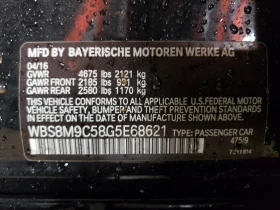 MFD BY BAYERISCHE MOTOREN WERKE AG
04/16
GVWR 4675 lbs 2121 kg
GAWR FRONT 2185 lbs 991 kg
GAWR REAR 2580 lbs 1170 kg
THIS VEHICLE CONFORMS TO ALL APPLICABLE U.S. FEDERAL MOTOR
VEHICLE SAFETY, BUMPER, AND THEFT PREVENTION STANDARDS
IN EFFECT ON THE DATE OF MANUFACTURE SHOWN ABOVE.
WBS8M9C58G5E68621 TYPE: PASSENGER CAR
475/9